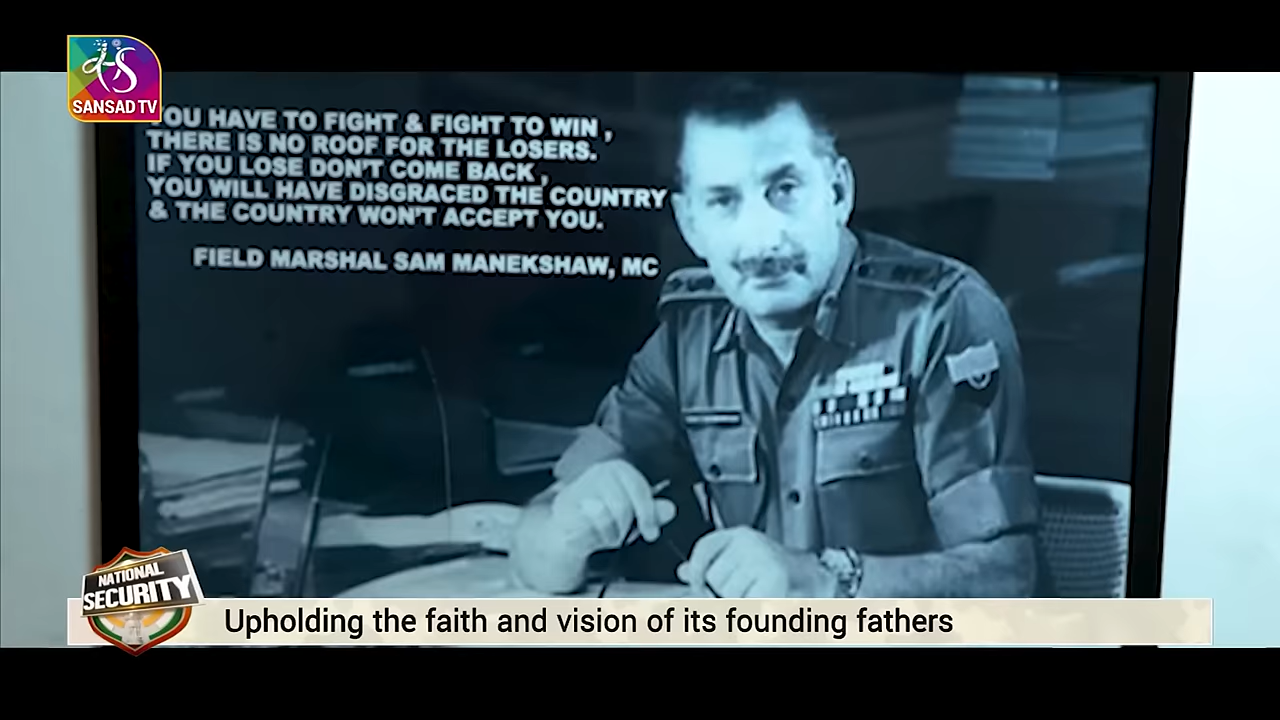 SANSAD TV
YOU HAVE TO FIGHT & FIGHT TO WIN ,
THERE IS NO ROOF FOR THE LOSERS.
IF YOU LOSE DON'T COME BACK ,
YOU WILL HAVE DISGRACED THE COUNTRY
& THE COUNTRY WON'T ACCEPT YOU.
FIELD MARSHAL SAM MANEKSHAW, MC
NATIONAL
SECURITY
Upholding the faith and vision of its founding fathers